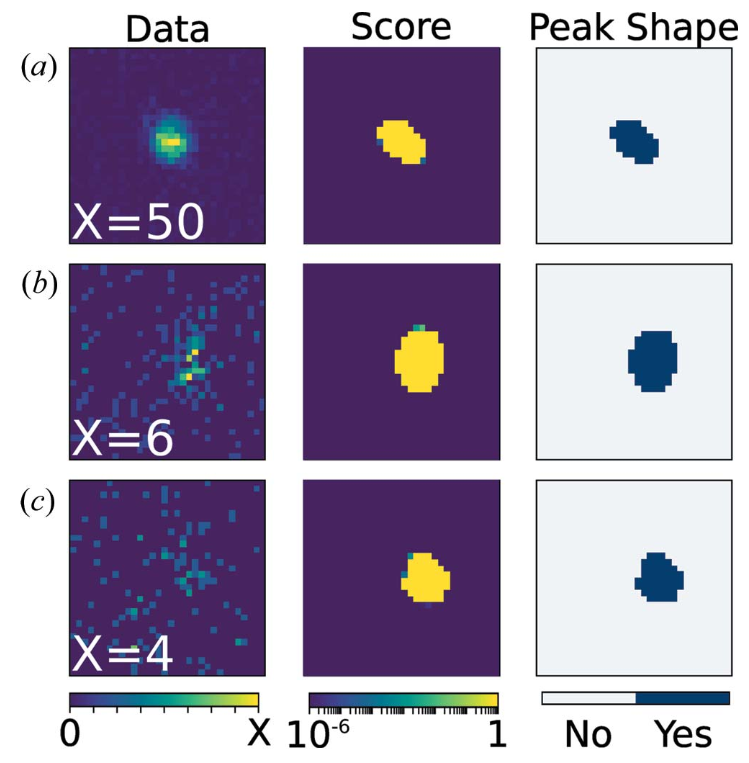 Data Score Peak Shape
(a)
X=50
(b)
X=6
(c)
X=4
0 X 10-6 1 No Yes